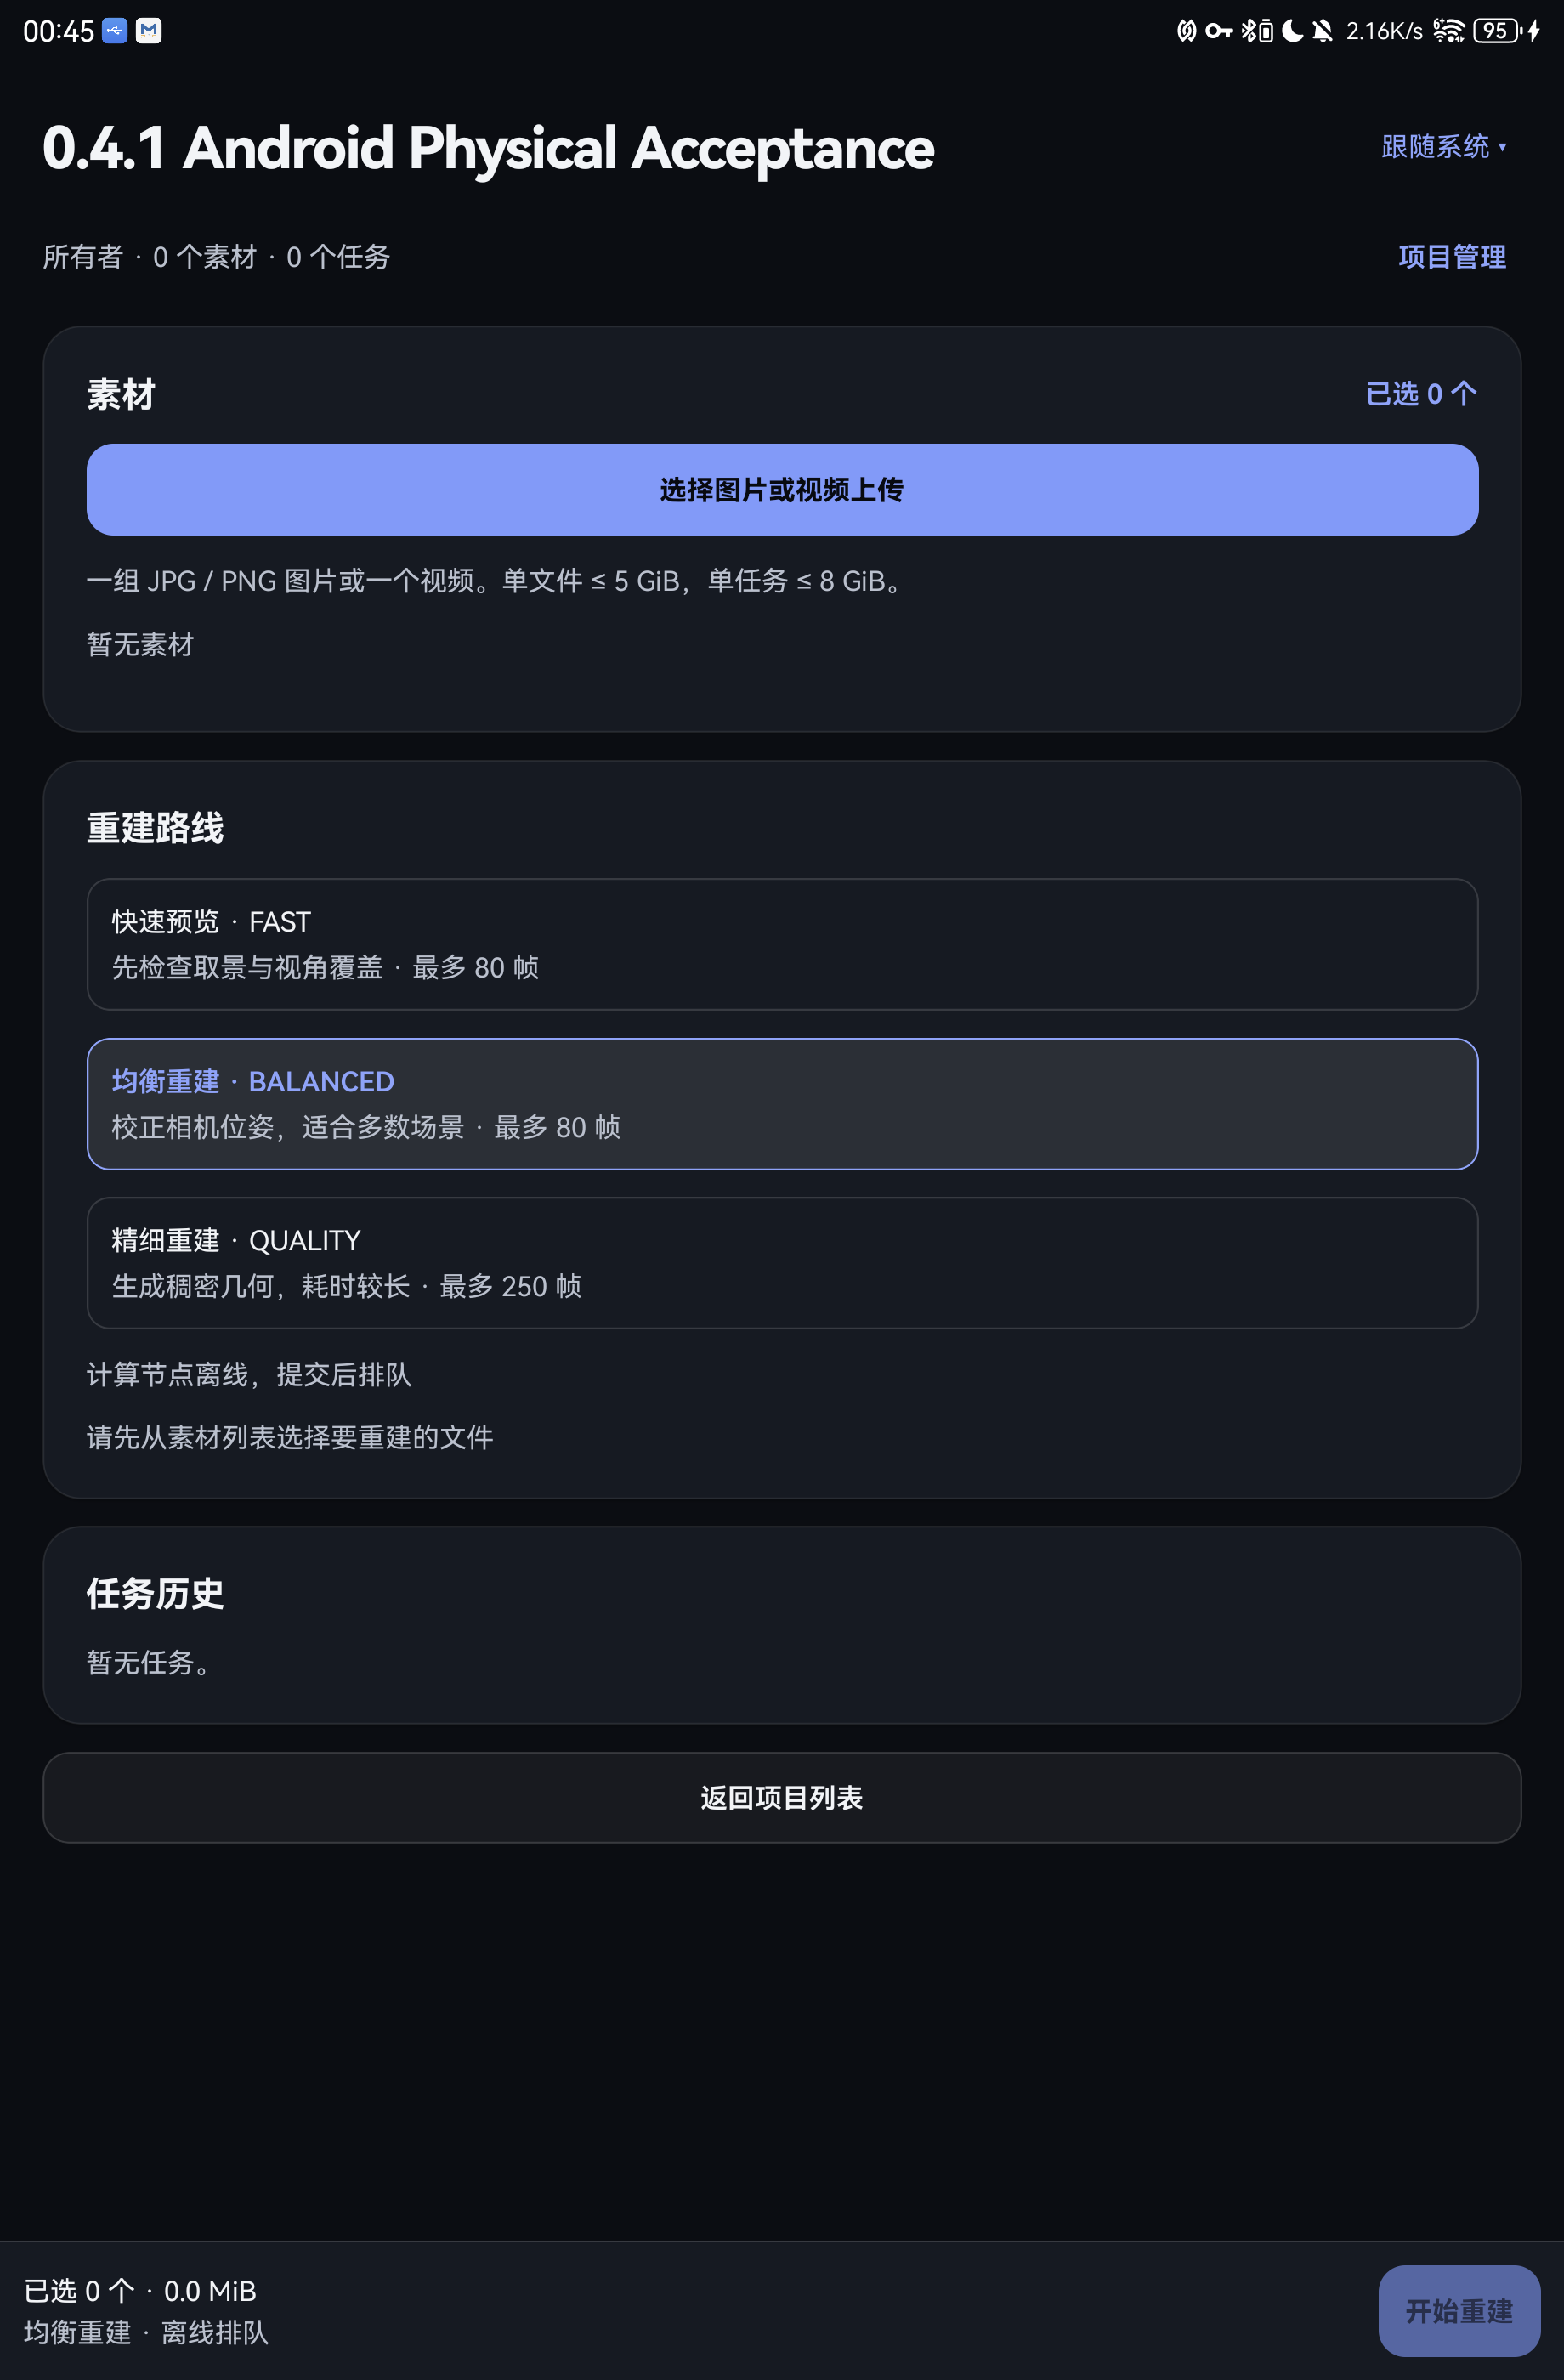 00:45 2.16K/s 6+ 95
0.4.1 Android Physical Acceptance
跟随系统 ▾
所有者 · 0 个素材 · 0 个任务
项目管理
素材
已选 0 个
选择图片或视频上传
一组 JPG / PNG 图片或一个视频。单文件 ≤ 5 GiB，单任务 ≤ 8 GiB。
暂无素材
重建路线
快速预览 · FAST
先检查取景与视角覆盖 · 最多 80 帧
均衡重建 · BALANCED
校正相机位姿，适合多数场景 · 最多 80 帧
精细重建 · QUALITY
生成稠密几何，耗时较长 · 最多 250 帧
计算节点离线，提交后排队
请先从素材列表选择要重建的文件
任务历史
暂无任务。
返回项目列表
已选 0 个 · 0.0 MiB
均衡重建 · 离线排队
开始重建